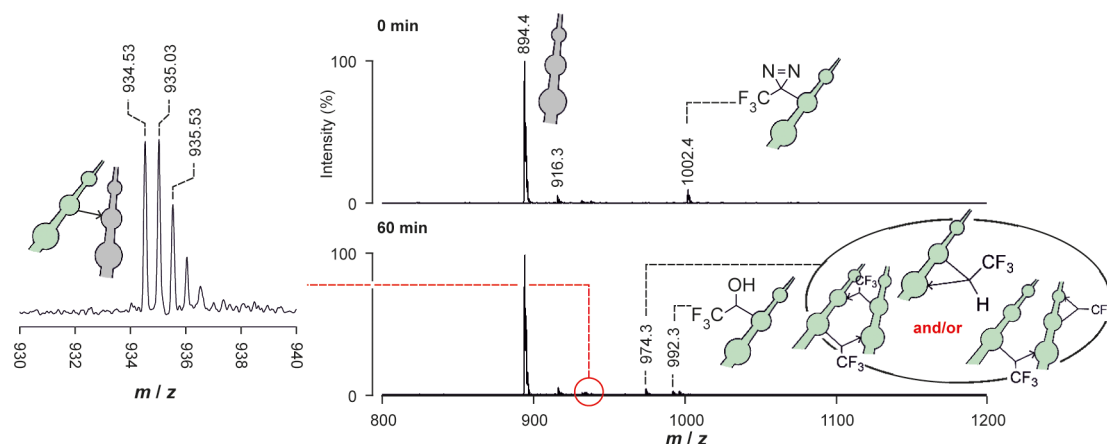 934.53
935.03
935.53
930
932
934
936
938
940
m / z
0 min
Intensity (%)
100
0
894.4
916.3
1002.4
N=N
F3C
60 min
100
0
974.3
992.3
OH
F3C
CF3
CF3
CF3
H
and/or
CF3
CF
800
900
1000
1100
1200
m / z